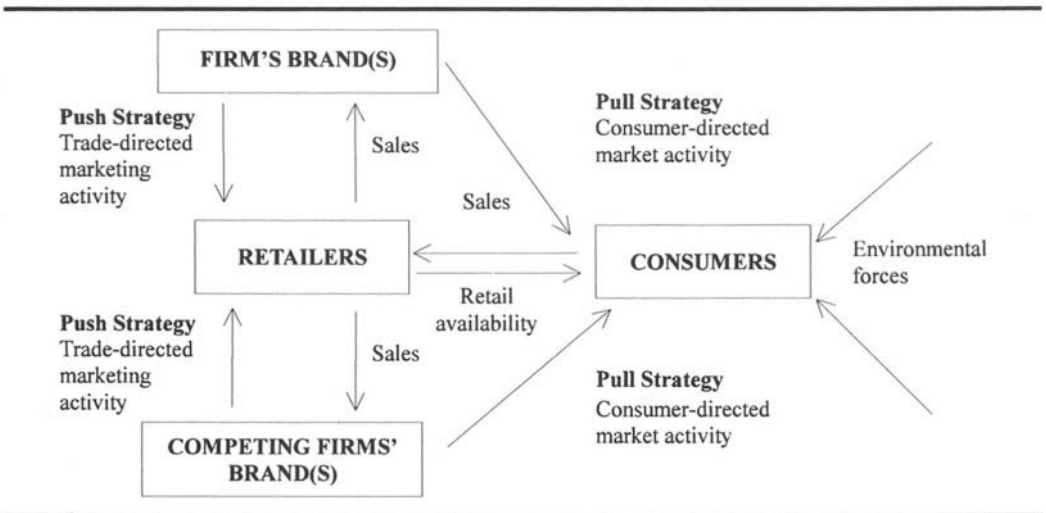 FIRM'S BRAND(S)
Push Strategy
Trade-directed
marketing
activity
Sales
Pull Strategy
Consumer-directed
market activity
Sales
RETAILERS
CONSUMERS
Environmental
forces
Retail
availability
Push Strategy
Trade-directed
marketing
activity
Sales
Pull Strategy
Consumer-directed
market activity
COMPETING FIRMS'
BRAND(S)